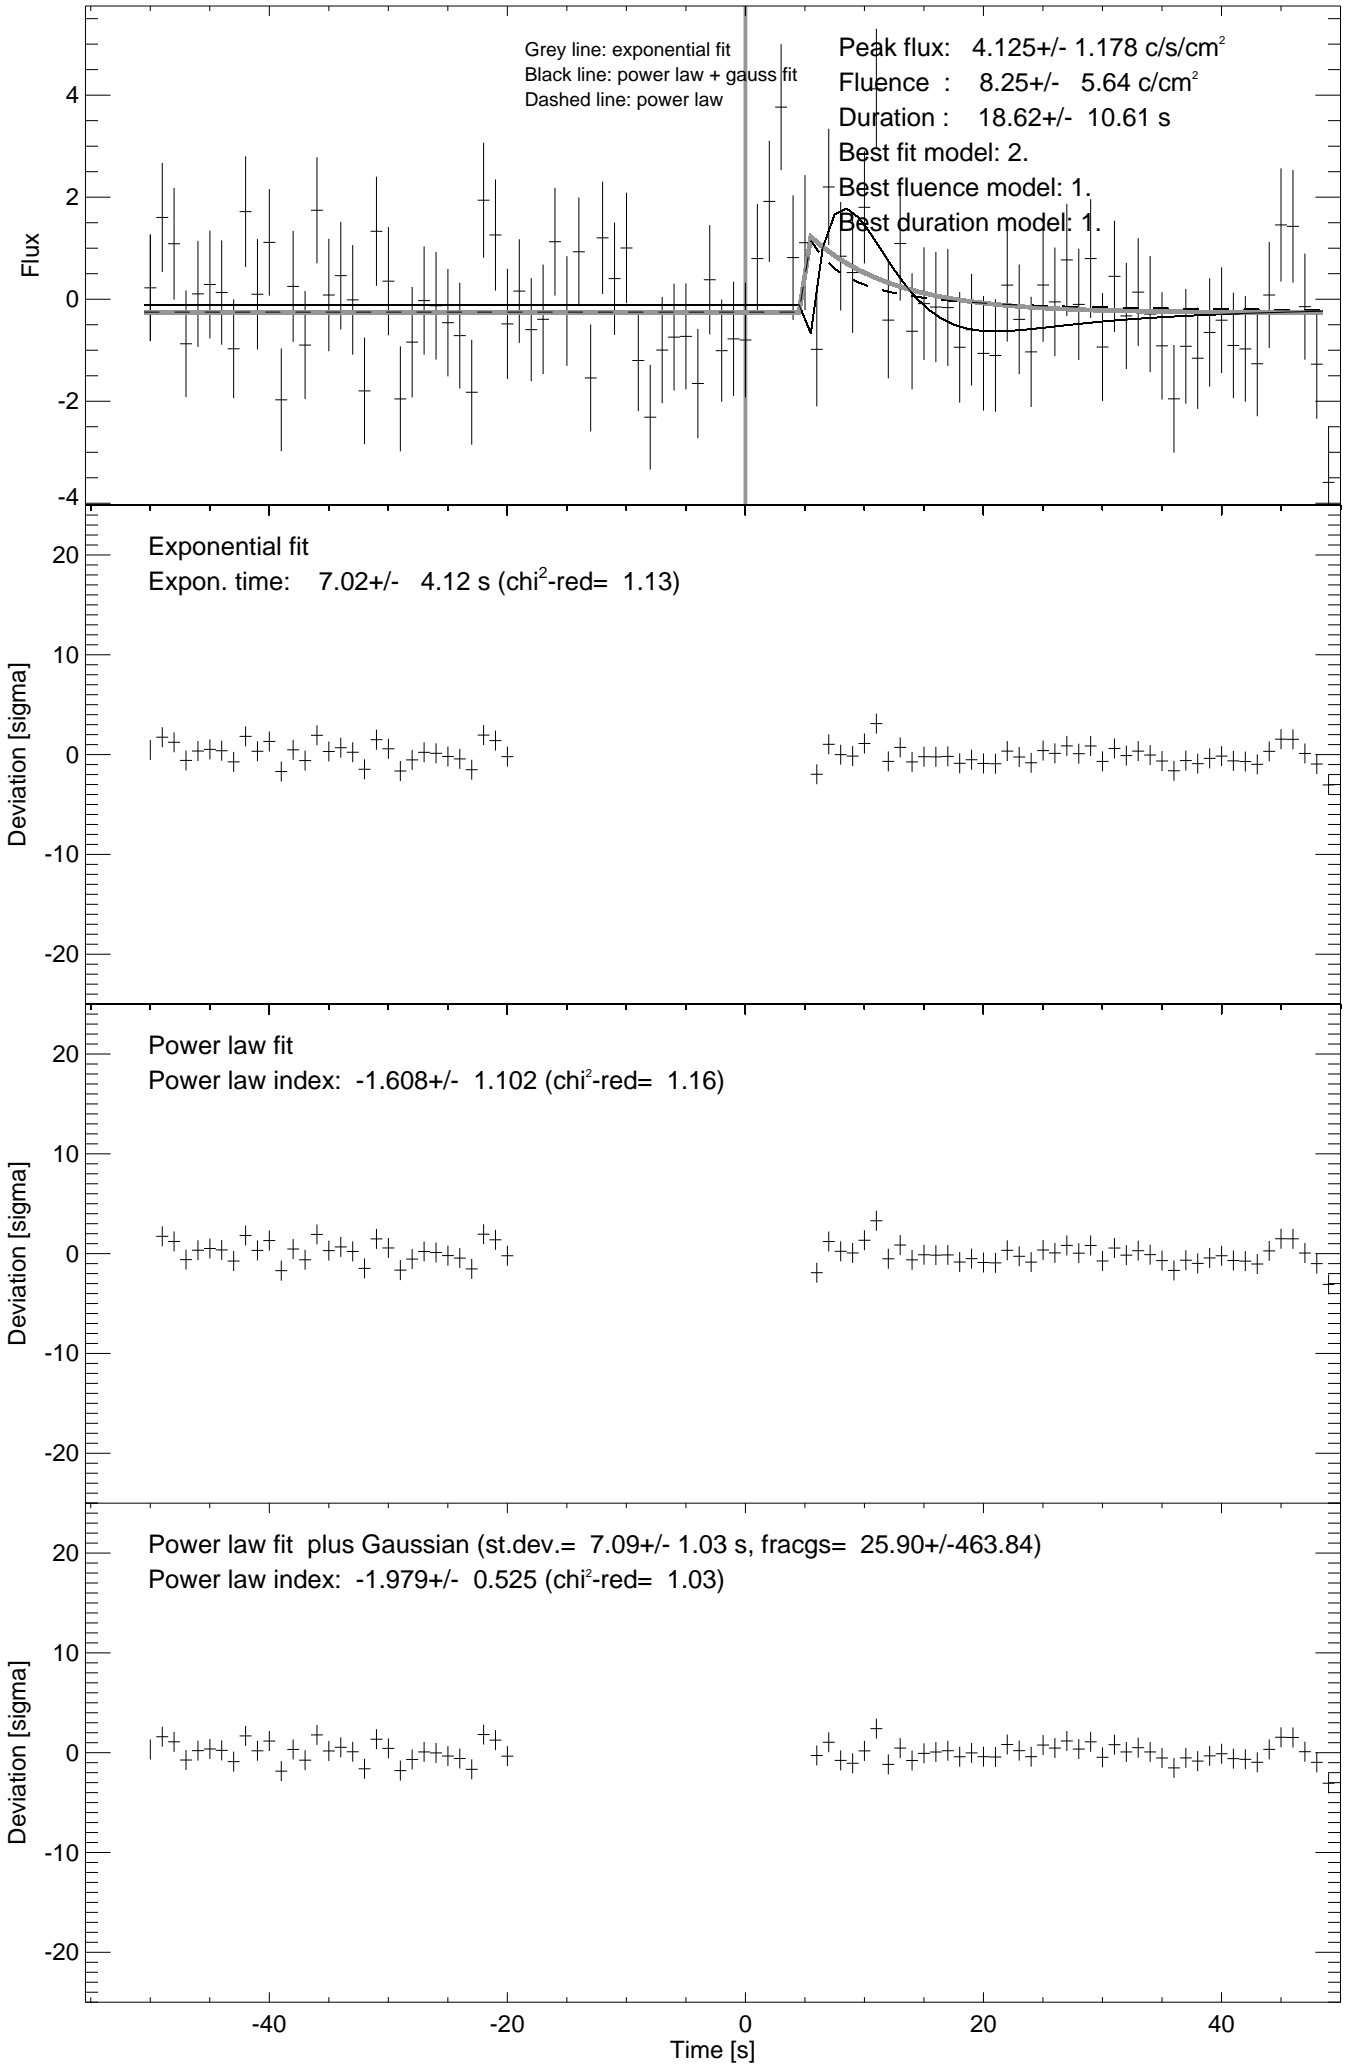 Grey line: exponential fit
Black line: power law + gauss fit
Dashed line: power law
Peak flux: 4.125+/- 1.178 c/s/cm²
Fluence : 8.25+/- 5.64 c/cm²
Duration : 18.62+/- 10.61 s
Best fit model: 2.
Best fluence model: 1.
Best duration model: 1.
Flux
4
2
0
-2
-4
Exponential fit
Expon. time: 7.02+/- 4.12 s (chi²-red= 1.13)
Deviation [sigma]
20
10
0
-10
-20
Power law fit
Power law index: -1.608+/- 1.102 (chi²-red= 1.16)
Deviation [sigma]
20
10
0
-10
-20
Power law fit plus Gaussian (st.dev.= 7.09+/- 1.03 s, fracgs= 25.90+/-463.84)
Power law index: -1.979+/- 0.525 (chi²-red= 1.03)
Deviation [sigma]
20
10
0
-10
-20
-40 -20 0 20 40
Time [s]